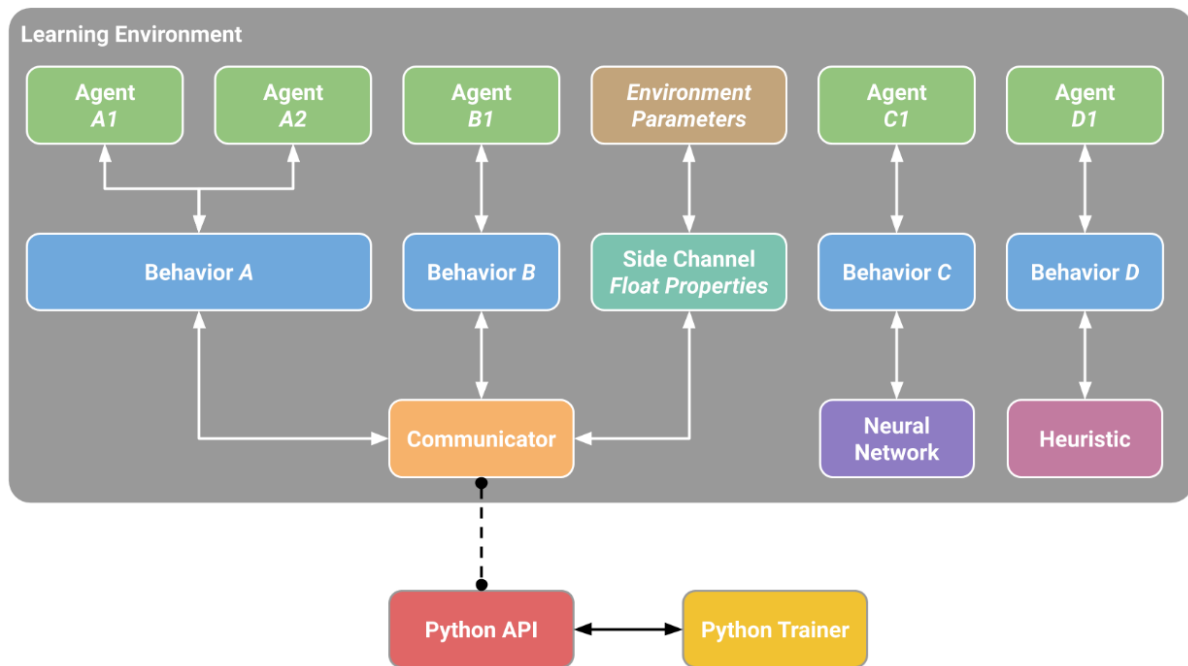 Learning Environment
Agent
A1
Agent
A2
Agent
B1
Environment
Parameters
Agent
C1
Agent
D1
Behavior A
Behavior B
Side Channel
Float Properties
Behavior C
Behavior D
Communicator
Neural
Network
Heuristic
Python API
Python Trainer